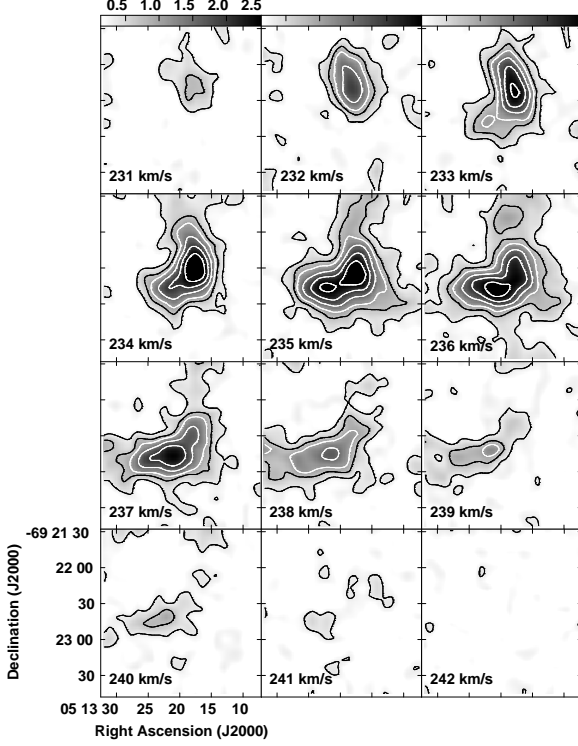 0.5 1.0 1.5 2.0 2.5
231 km/s 232 km/s 233 km/s
234 km/s 235 km/s 236 km/s
237 km/s 238 km/s 239 km/s
-69 21 30
22 00
30
23 00
30
Declination (J2000)
240 km/s 241 km/s 242 km/s
05 13 30 25 20 15 10
Right Ascension (J2000)